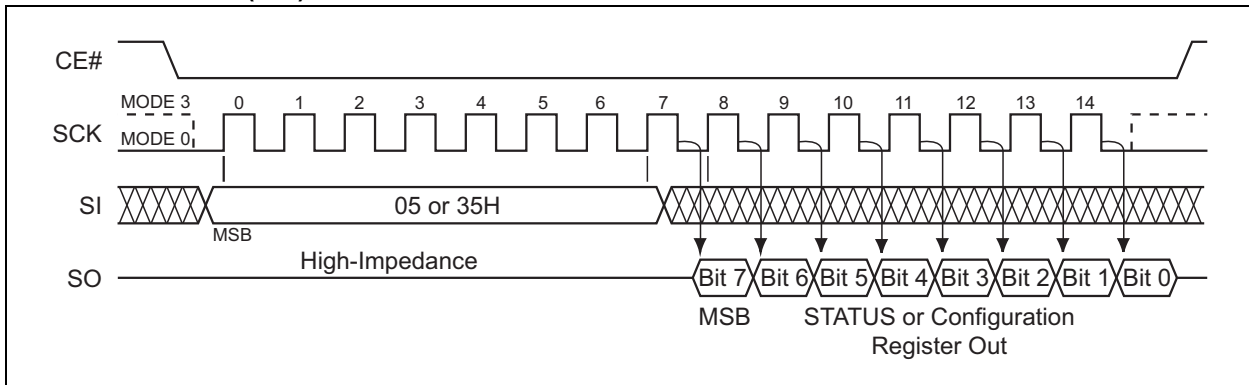 CE#
MODE 3 0 1 2 3 4 5 6 7 8 9 10 11 12 13 14
SCK MODE 0
SI 05 or 35H
MSB
High-Impedance
SO Bit 7 Bit 6 Bit 5 Bit 4 Bit 3 Bit 2 Bit 1 Bit 0
MSB STATUS or Configuration
Register Out